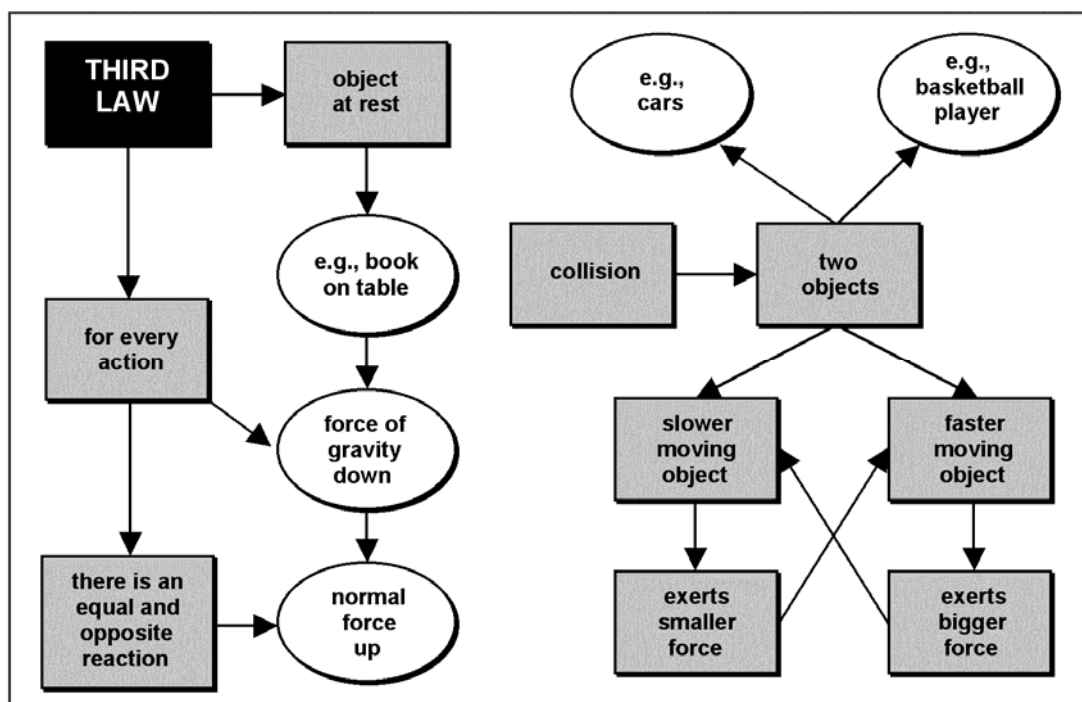 THIRD
LAW
object
at rest
e.g., book
on table
for every
action
force of
gravity
down
there is an
equal and
opposite
reaction
normal
force
up
e.g.,
cars
e.g.,
basketball
player
collision
two
objects
slower
moving
object
faster
moving
object
exerts
smaller
force
exerts
bigger
force